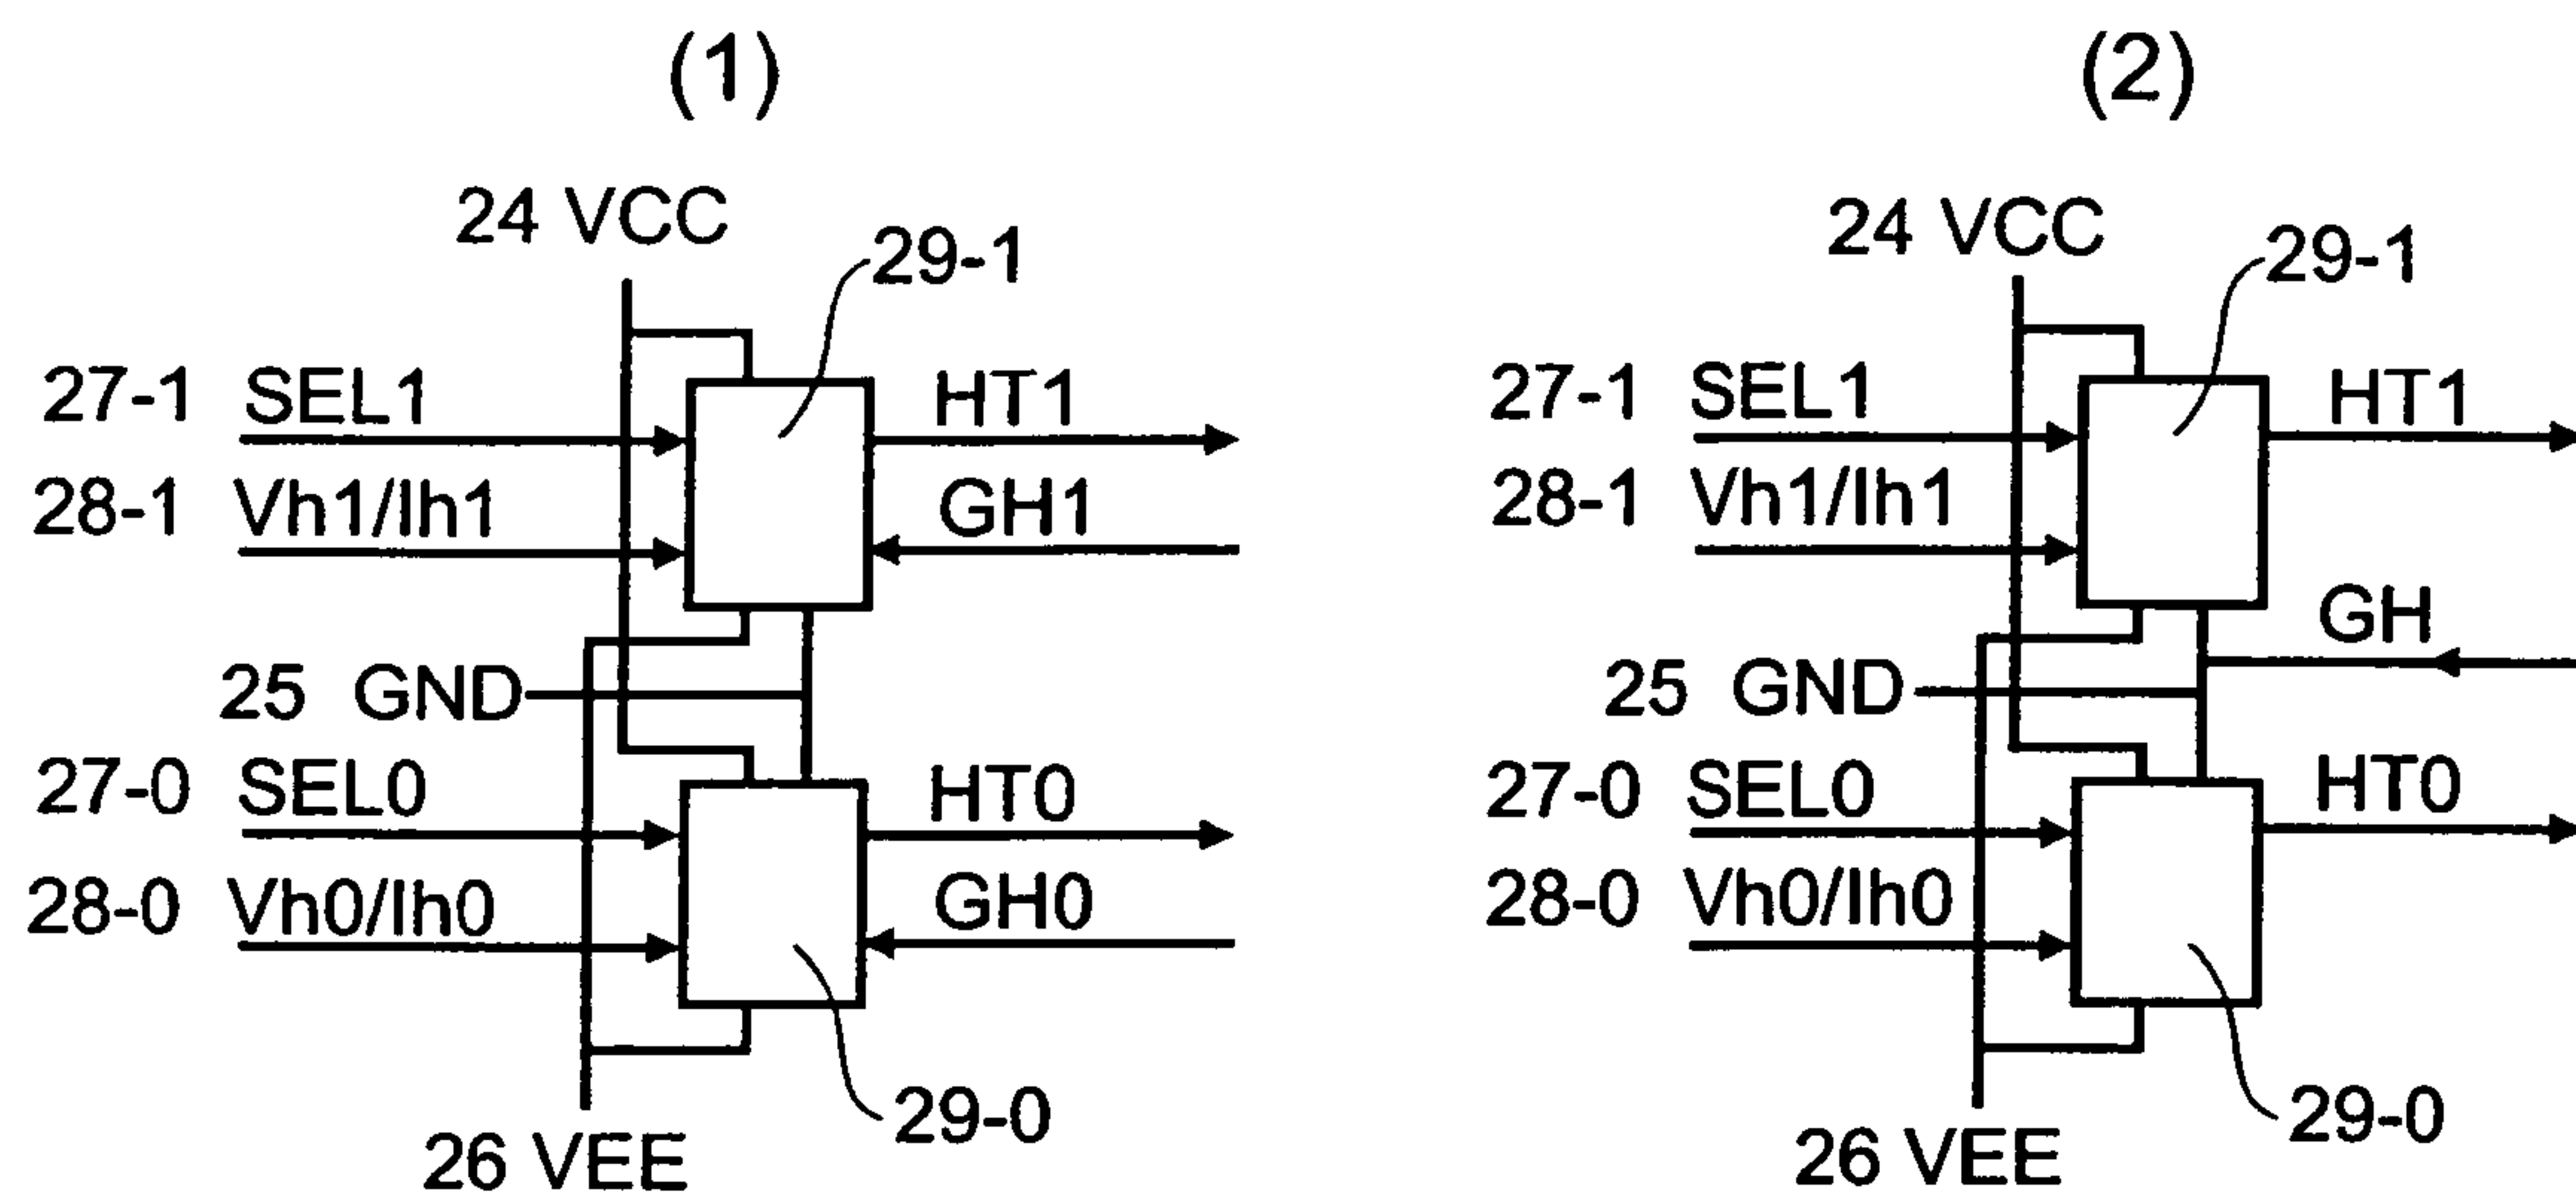 (1)
24 VCC
29-1
27-1 SEL1
HT1
28-1 Vh1/Ih1
GH1
25 GND
27-0 SEL0
HT0
28-0 Vh0/Ih0
GH0
29-0
26 VEE
(2)
24 VCC
29-1
27-1 SEL1
HT1
28-1 Vh1/Ih1
GH
25 GND
27-0 SEL0
HT0
28-0 Vh0/Ih0
29-0
26 VEE